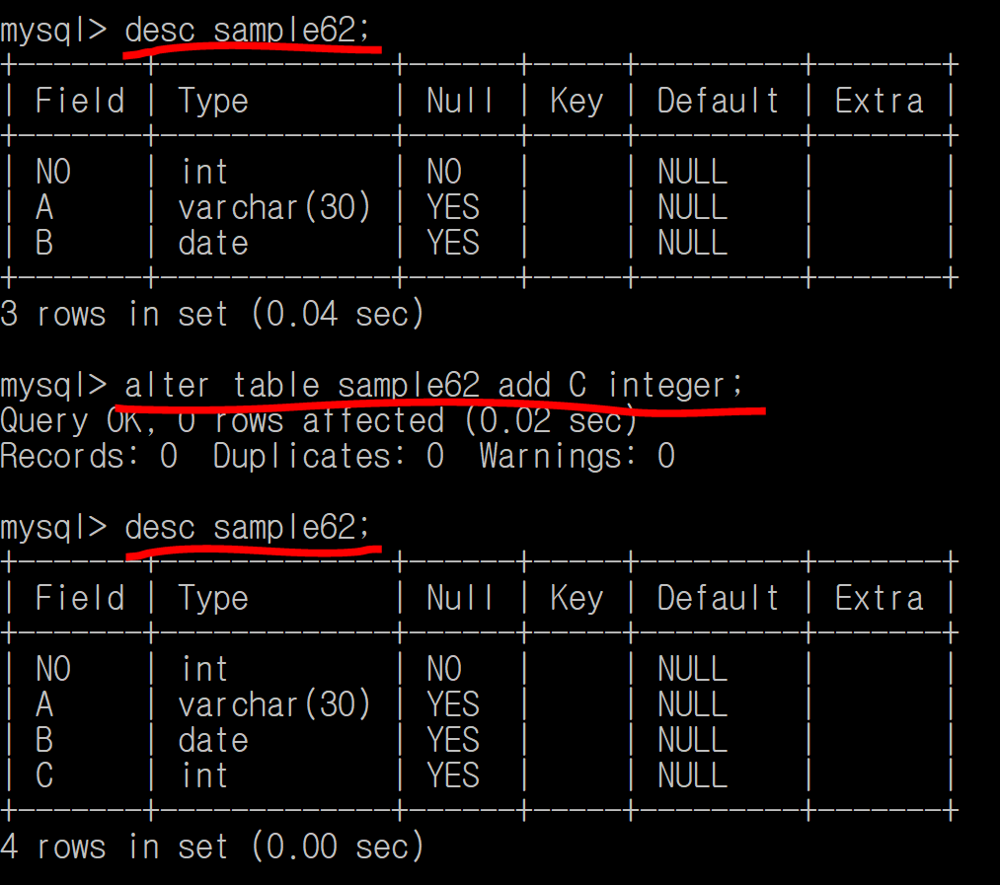 mysql> desc sample62;
+-------+-------------+------+-----+---------+-------+
| Field | Type        | Null | Key | Default | Extra |
+-------+-------------+------+-----+---------+-------+
| NO    | int         | NO   |     | NULL    |       |
| A     | varchar(30) | YES  |     | NULL    |       |
| B     | date        | YES  |     | NULL    |       |
+-------+-------------+------+-----+---------+-------+
3 rows in set (0.04 sec)
mysql> alter table sample62 add C integer;
Query OK, 0 rows affected (0.02 sec)
Records: 0  Duplicates: 0  Warnings: 0
mysql> desc sample62;
+-------+-------------+------+-----+---------+-------+
| Field | Type        | Null | Key | Default | Extra |
+-------+-------------+------+-----+---------+-------+
| NO    | int         | NO   |     | NULL    |       |
| A     | varchar(30) | YES  |     | NULL    |       |
| B     | date        | YES  |     | NULL    |       |
| C     | int         | YES  |     | NULL    |       |
+-------+-------------+------+-----+---------+-------+
4 rows in set (0.00 sec)